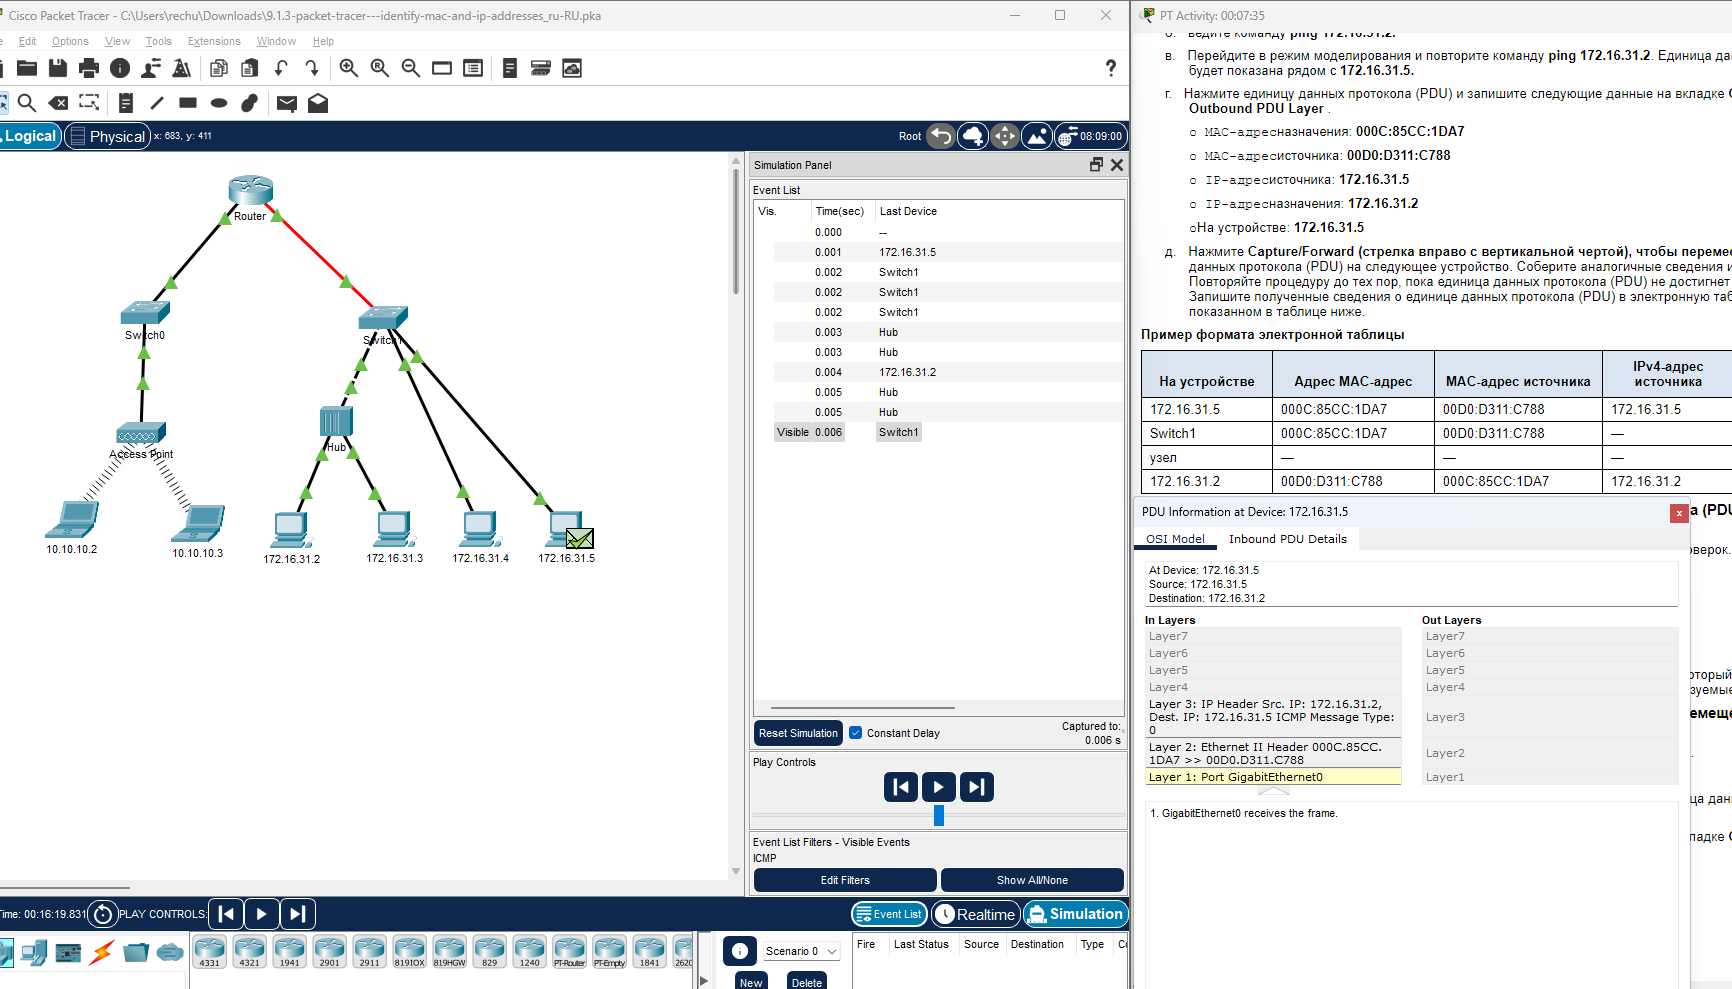 Cisco Packet Tracer - C:\Users\rechu\Downloads\9.1.3-packet-tracer---identify-mac-and-ip-addresses_ru-RU.pka
Edit Options View Tools Extensions Window Help
Logical Physical x: 683, y: 411 Root 08:09:00
Router
Switch0
Switch1
Access Point
Hub
10.10.10.2
10.10.10.3
172.16.31.2
172.16.31.3
172.16.31.4
172.16.31.5
Simulation Panel
Event List
Vis. Time(sec) Last Device
0.000 --
0.001 172.16.31.5
0.002 Switch1
0.002 Switch1
0.002 Switch1
0.003 Hub
0.003 Hub
0.004 172.16.31.2
0.005 Hub
0.005 Hub
Visible 0.006 Switch1
Reset Simulation Constant Delay Captured to:
0.006 s
Play Controls
Event List Filters - Visible Events
ICMP
Edit Filters Show All/None
Time: 00:16:19.831 PLAY CONTROLS: Event List Realtime Simulation
4331 4321 1941 2901 2911 819IOX 819HGW 829 1240 PT-Router PT-Empty 1841 2620
Scenario 0
New Delete
Fire Last Status Source Destination Type
PT Activity: 00:07:35
ведите команду ping 172.16.31.2.
в. Перейдите в режим моделирования и повторите команду ping 172.16.31.2. Единица да
будет показана рядом с 172.16.31.5.
г. Нажмите единицу данных протокола (PDU) и запишите следующие данные на вкладке
Outbound PDU Layer .
o MAC-адресназначения: 000C:85CC:1DA7
o MAC-адресисточника: 00D0:D311:C788
o IP-адресисточника: 172.16.31.5
o IP-адресназначения: 172.16.31.2
oНа устройстве: 172.16.31.5
д. Нажмите Capture/Forward (стрелка вправо с вертикальной чертой), чтобы перемес
данных протокола (PDU) на следующее устройство. Соберите аналогичные сведения и
Повторяйте процедуру до тех пор, пока единица данных протокола (PDU) не достигнет
Запишите полученные сведения о единице данных протокола (PDU) в электронную таб
показанном в таблице ниже.
Пример формата электронной таблицы
На устройстве Адрес MAC-адрес MAC-адрес источника IPv4-адрес источника
172.16.31.5 000C:85CC:1DA7 00D0:D311:C788 172.16.31.5
Switch1 000C:85CC:1DA7 00D0:D311:C788 —
узел — — —
172.16.31.2 00D0:D311:C788 000C:85CC:1DA7 172.16.31.2
PDU Information at Device: 172.16.31.5
OSI Model Inbound PDU Details
At Device: 172.16.31.5
Source: 172.16.31.5
Destination: 172.16.31.2
In Layers
Layer7
Layer6
Layer5
Layer4
Layer 3: IP Header Src. IP: 172.16.31.2,
Dest. IP: 172.16.31.5 ICMP Message Type:
0
Layer 2: Ethernet II Header 000C.85CC.
1DA7 >> 00D0.D311.C788
Layer 1: Port GigabitEthernet0
Out Layers
Layer7
Layer6
Layer5
Layer4
Layer3
Layer2
Layer1
1. GigabitEthernet0 receives the frame.
а (PDU
оверок.
оторый
зуемые
емеще
ца данн
ладке